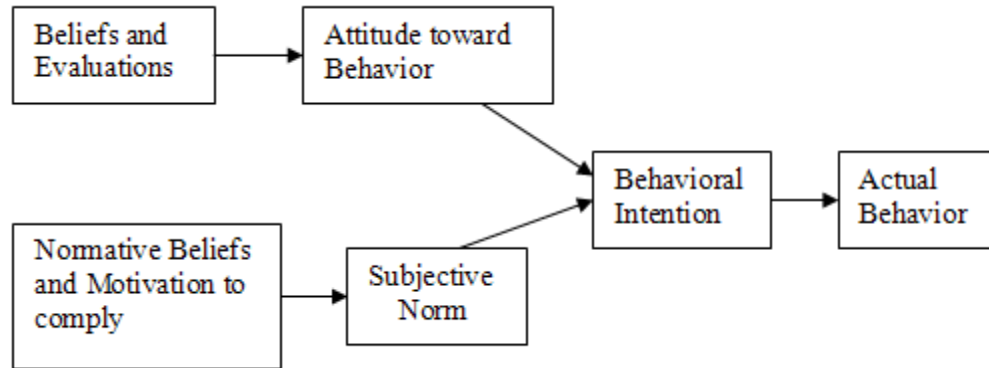 Beliefs and
Evaluations
Attitude toward
Behavior
Behavioral
Intention
Actual
Behavior
Normative Beliefs
and Motivation to
comply
Subjective
Norm